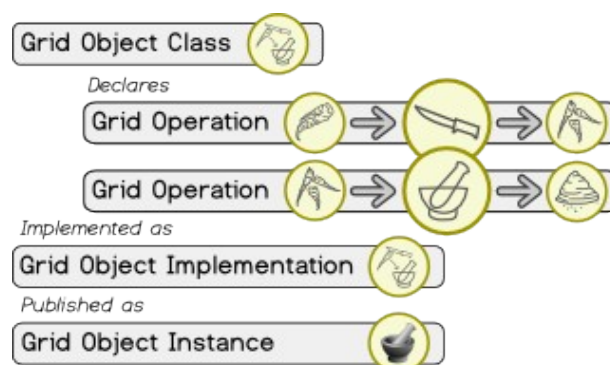 Grid Object Class
Declares
Grid Operation
Grid Operation
Implemented as
Grid Object Implementation
Published as
Grid Object Instance